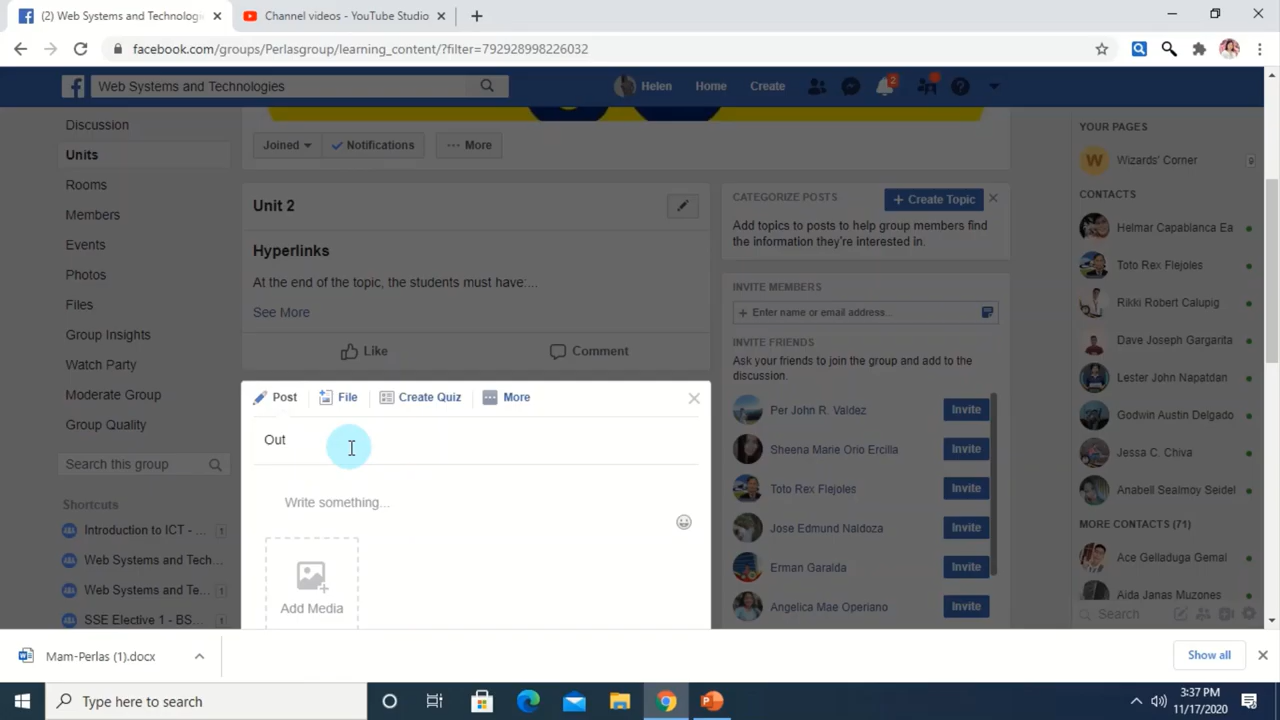 (2) Web Systems and Technologi
Channel videos - YouTube Studio
facebook.com/groups/Perlasgroup/learning_content/?filter=792928998226032
Web Systems and Technologies
Helen
Home
Create
2
Discussion
Units
Rooms
Members
Events
Photos
Files
Group Insights
Watch Party
Moderate Group
Group Quality
Search this group
Shortcuts
Introduction to ICT - ... 1
Web Systems and Tech...
Web Systems and Te... 1
SSE Elective 1 - BS... 1
Joined
Notifications
More
Unit 2
Hyperlinks
At the end of the topic, the students must have:...
See More
Like
Comment
Post
File
Create Quiz
More
Out
Write something...
Add Media
CATEGORIZE POSTS
+ Create Topic
Add topics to posts to help group members find
the information they're interested in.
INVITE MEMBERS
+ Enter name or email address...
INVITE FRIENDS
Ask your friends to join the group and add to the
discussion.
Per John R. Valdez Invite
Sheena Marie Orio Ercilla Invite
Toto Rex Flejoles Invite
Jose Edmund Naldoza Invite
Erman Garalda Invite
Angelica Mae Operiano Invite
YOUR PAGES
W Wizards' Corner 9
CONTACTS
Helmar Capablanca Ea
Toto Rex Flejoles
Rikki Robert Calupig
Dave Joseph Gargarita
Lester John Napatdan
Godwin Austin Delgado
Jessa C. Chiva
Anabell Sealmoy Seidel
MORE CONTACTS (71)
Ace Gelladuga Gemal
Aida Janas Muzones
Search
Mam-Perlas (1).docx
Show all
Type here to search
3:37 PM
11/17/2020